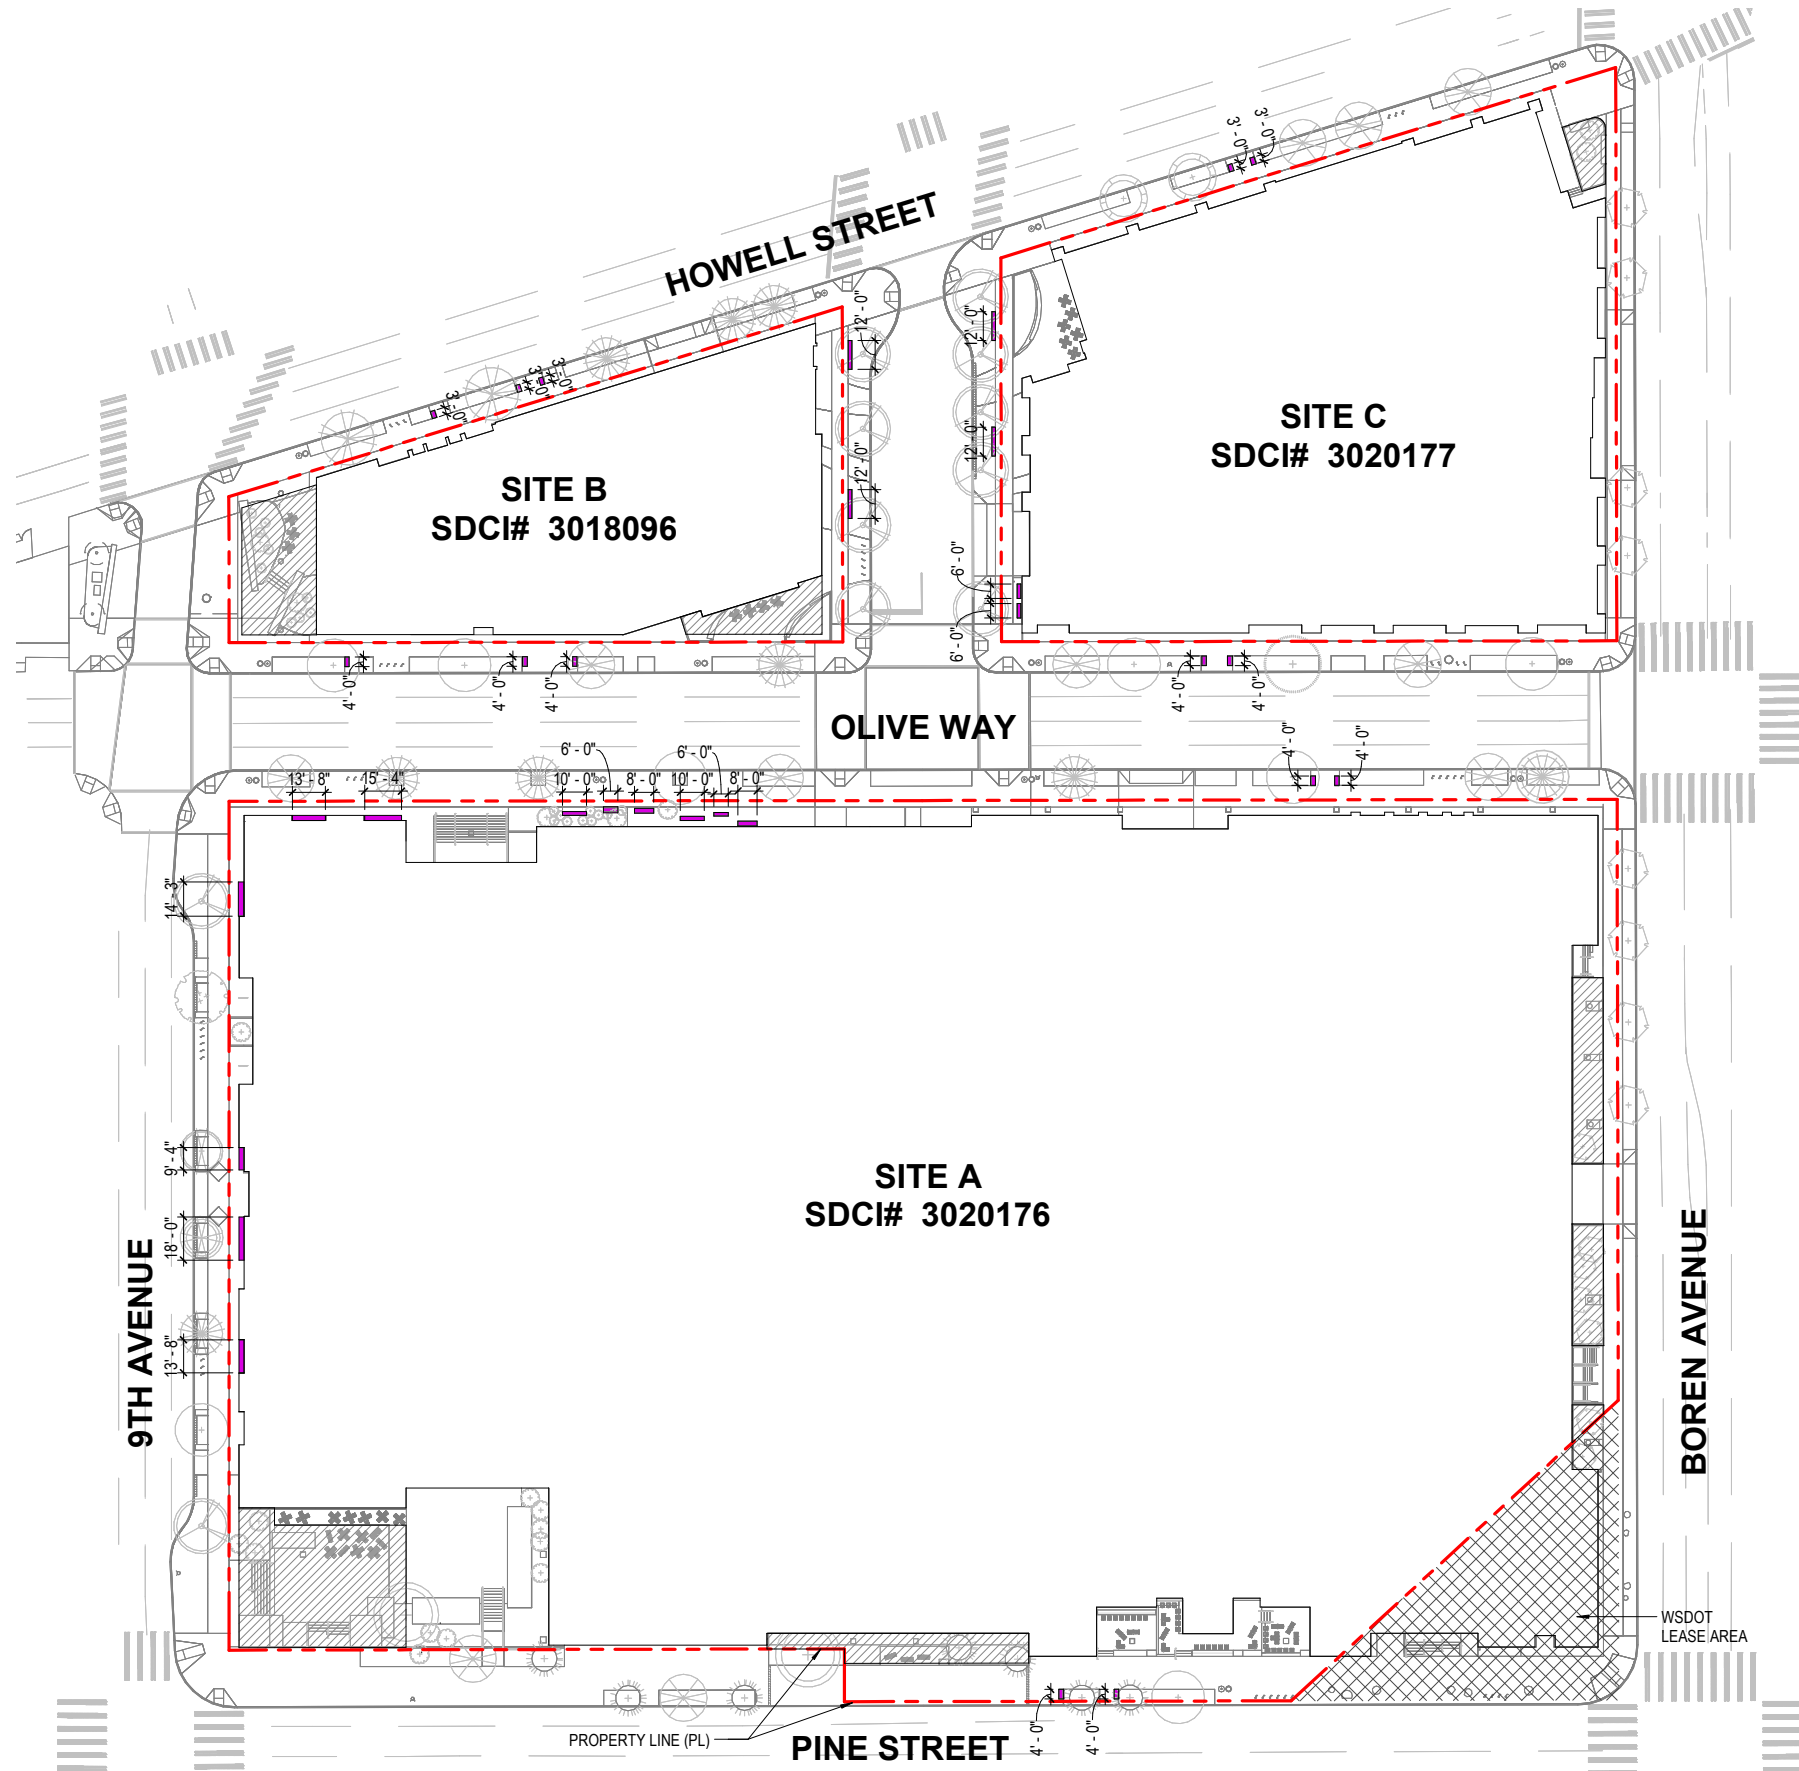 3' - 0"
3' - 0"
HOWELL STREET
12' - 0"
12' - 0"
3' - 0"
3' - 0"
3' - 0"
SITE C
SDCI# 3020177
12' - 0"
12' - 0"
SITE B
SDCI# 3018096
6' - 0"
6' - 0"
4' - 0"
4' - 0"
4' - 0"
4' - 0"
4' - 0"
OLIVE WAY
4' - 0"
4' - 0"
6' - 0"
6' - 0"
13' - 8"
15' - 4"
10' - 0"
8' - 0"
10' - 0"
8' - 0"
14' - 3"
9' - 4"
18' - 0"
13' - 8"
SITE A
SDCI# 3020176
9TH AVENUE
BOREN AVENUE
WSDOT
LEASE AREA
PROPERTY LINE (PL)
4' - 0"
4' - 0"
PINE STREET